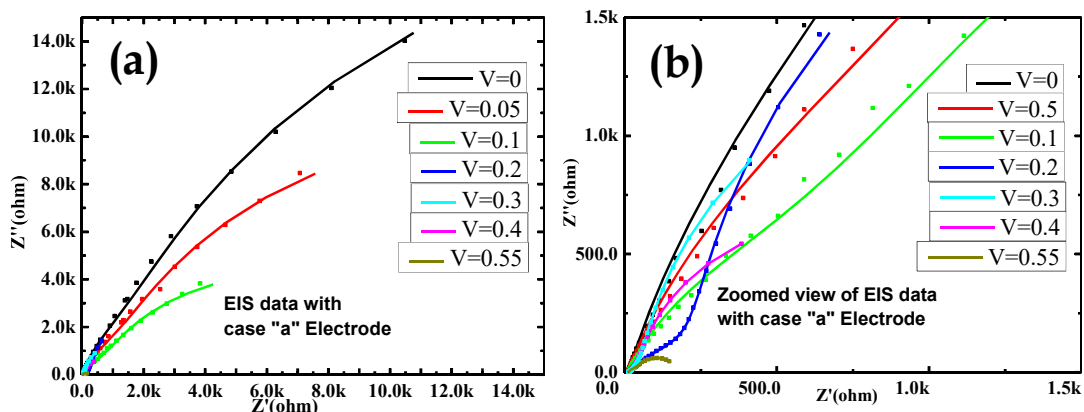 (a)
14.0k
12.0k
10.0k
8.0k
6.0k
4.0k
2.0k
0.0
Z''(ohm)
V=0
V=0.05
V=0.1
V=0.2
V=0.3
V=0.4
V=0.55
EIS data with
case "a" Electrode
0.0 2.0k 4.0k 6.0k 8.0k 10.0k 12.0k 14.0k
Z'(ohm)
(b)
1.5k
1.0k
500.0
0.0
Z''(ohm)
V=0
V=0.5
V=0.1
V=0.2
V=0.3
V=0.4
V=0.55
Zoomed view of EIS data
with case "a" Electrode
0.0 500.0 1.0k 1.5k
Z'(ohm)